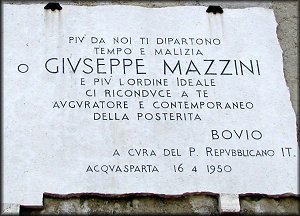 PIV DA NOI TI DIPARTONO
TEMPO E MALIZIA
O GIVSEPPE MAZZINI
E PIV L'ORDINE IDEALE
CI RICONDVCE A TE
AVGVRATORE E CONTEMPORANEO
DELLA POSTERITA
BOVIO
A CVRA DEL P. REPVBBLICANO IT.
ACQVASPARTA 16 4 1950